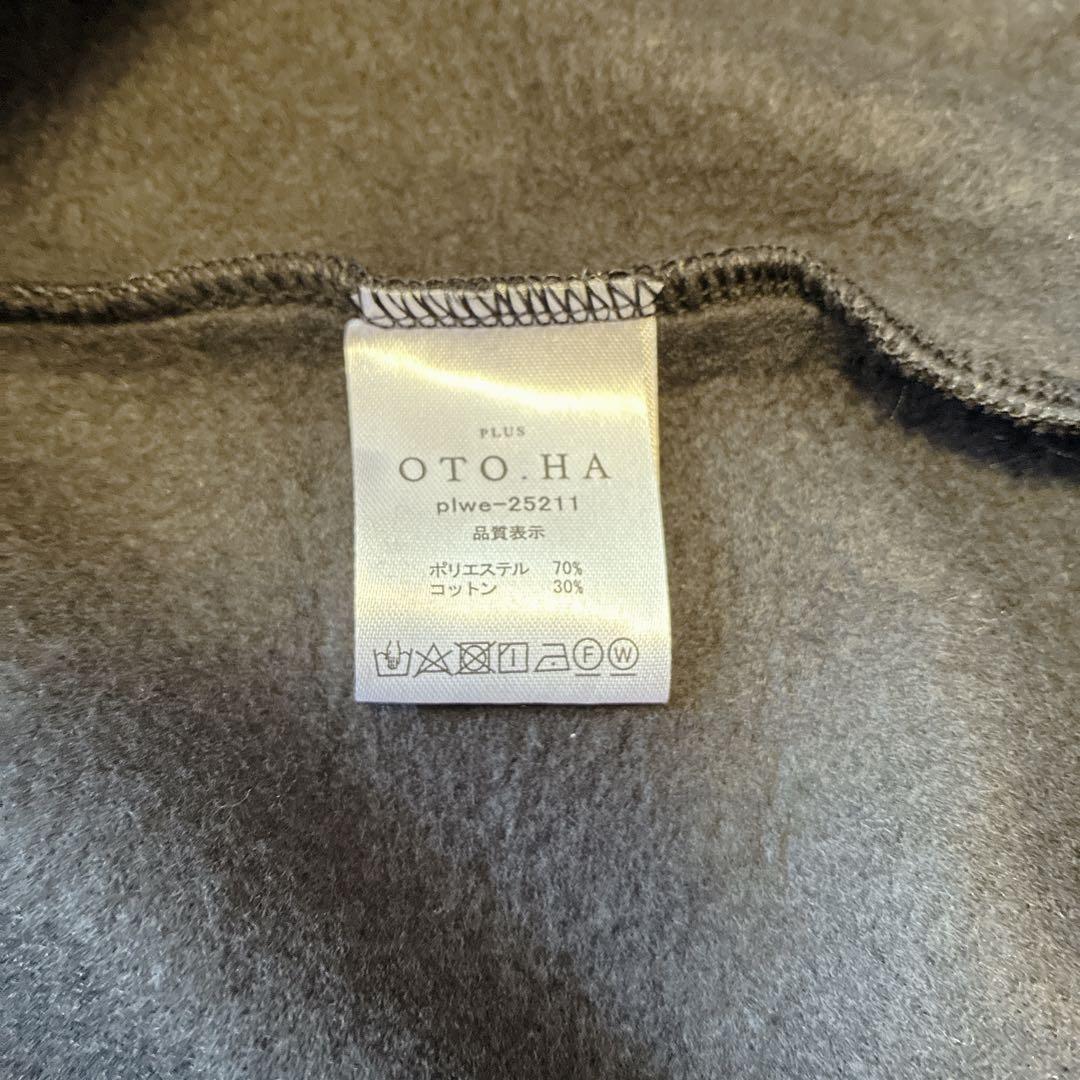 PLUS
OTO.HA
plwe-25211
品質表示
ポリエステル 70%
コットン 30%
F W